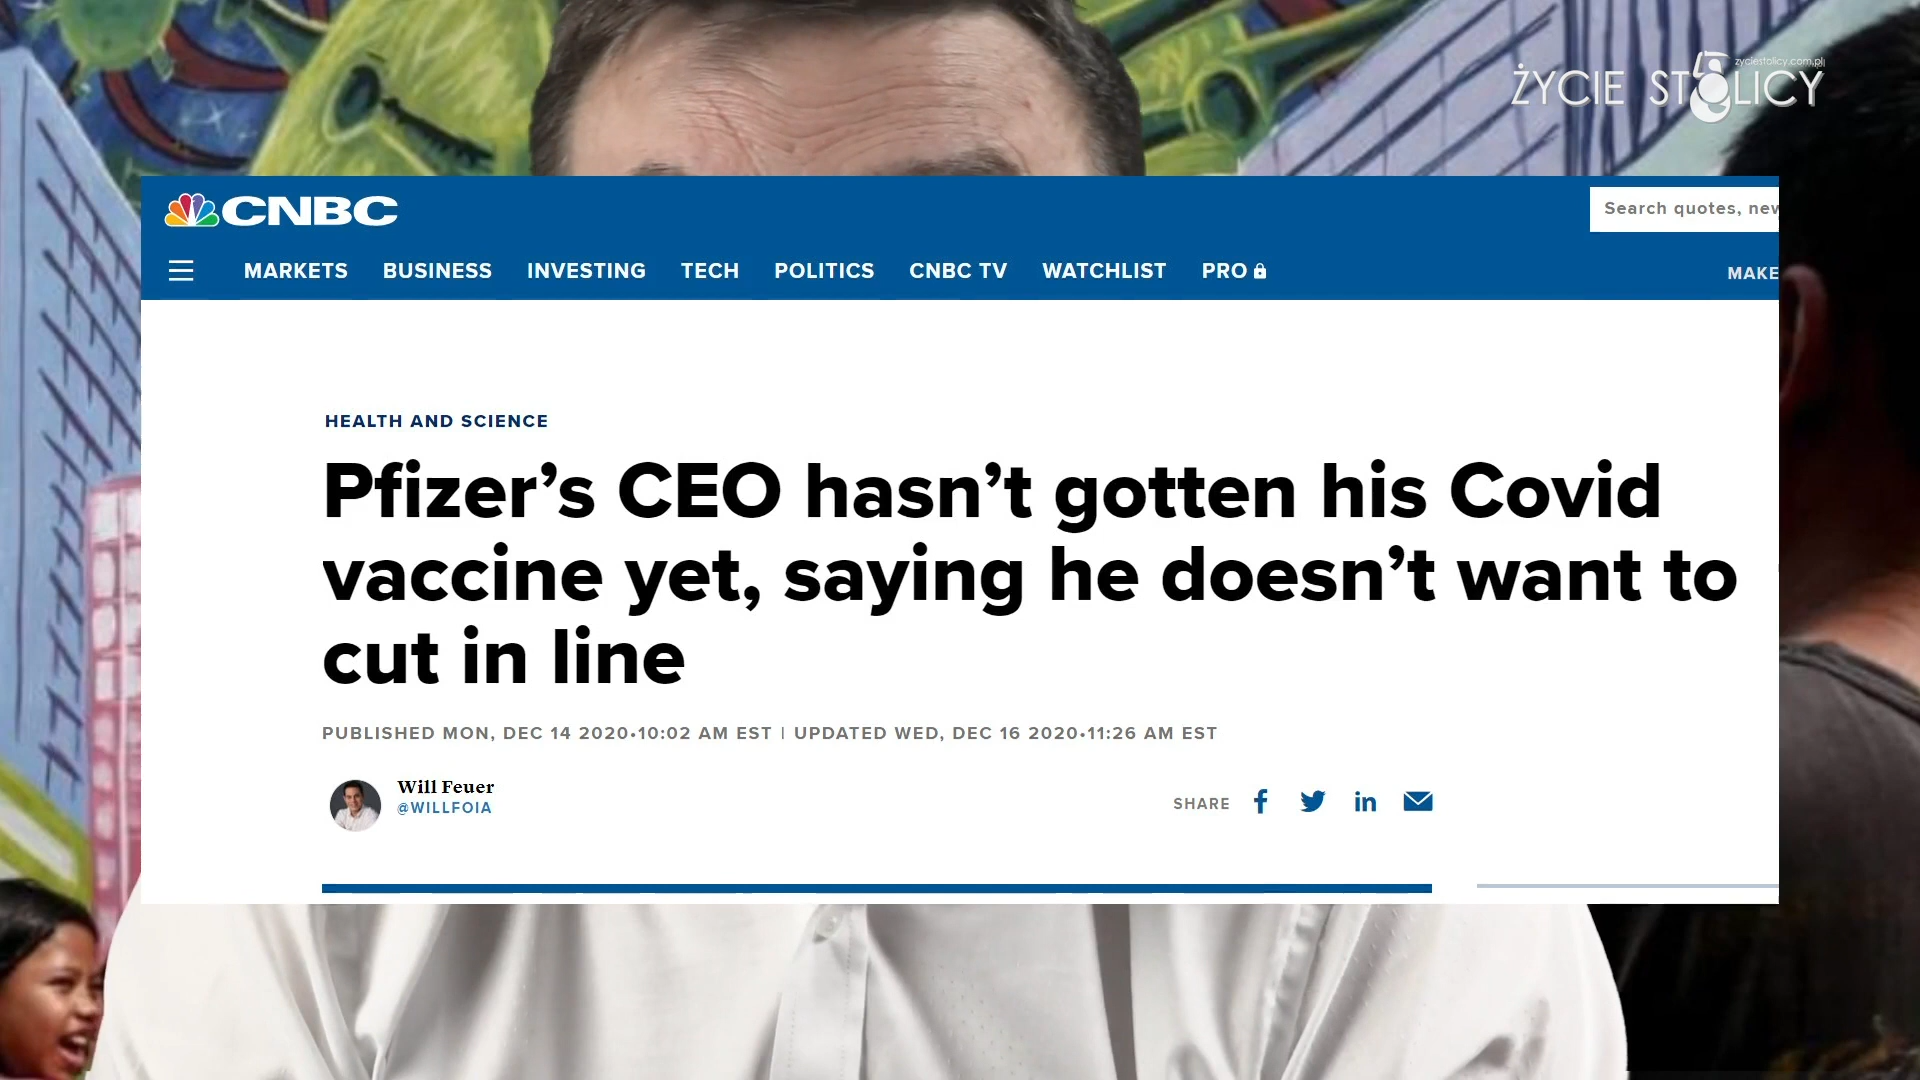 zyciestolicy.com.pl
ŻYCIE STOLICY
CNBC
Search quotes, new
MARKETS BUSINESS INVESTING TECH POLITICS CNBC TV WATCHLIST PRO
MAKE
HEALTH AND SCIENCE
Pfizer’s CEO hasn’t gotten his Covid
vaccine yet, saying he doesn’t want to
cut in line
PUBLISHED MON, DEC 14 2020•10:02 AM EST | UPDATED WED, DEC 16 2020•11:26 AM EST
Will Feuer
@WILLFOIA
SHARE